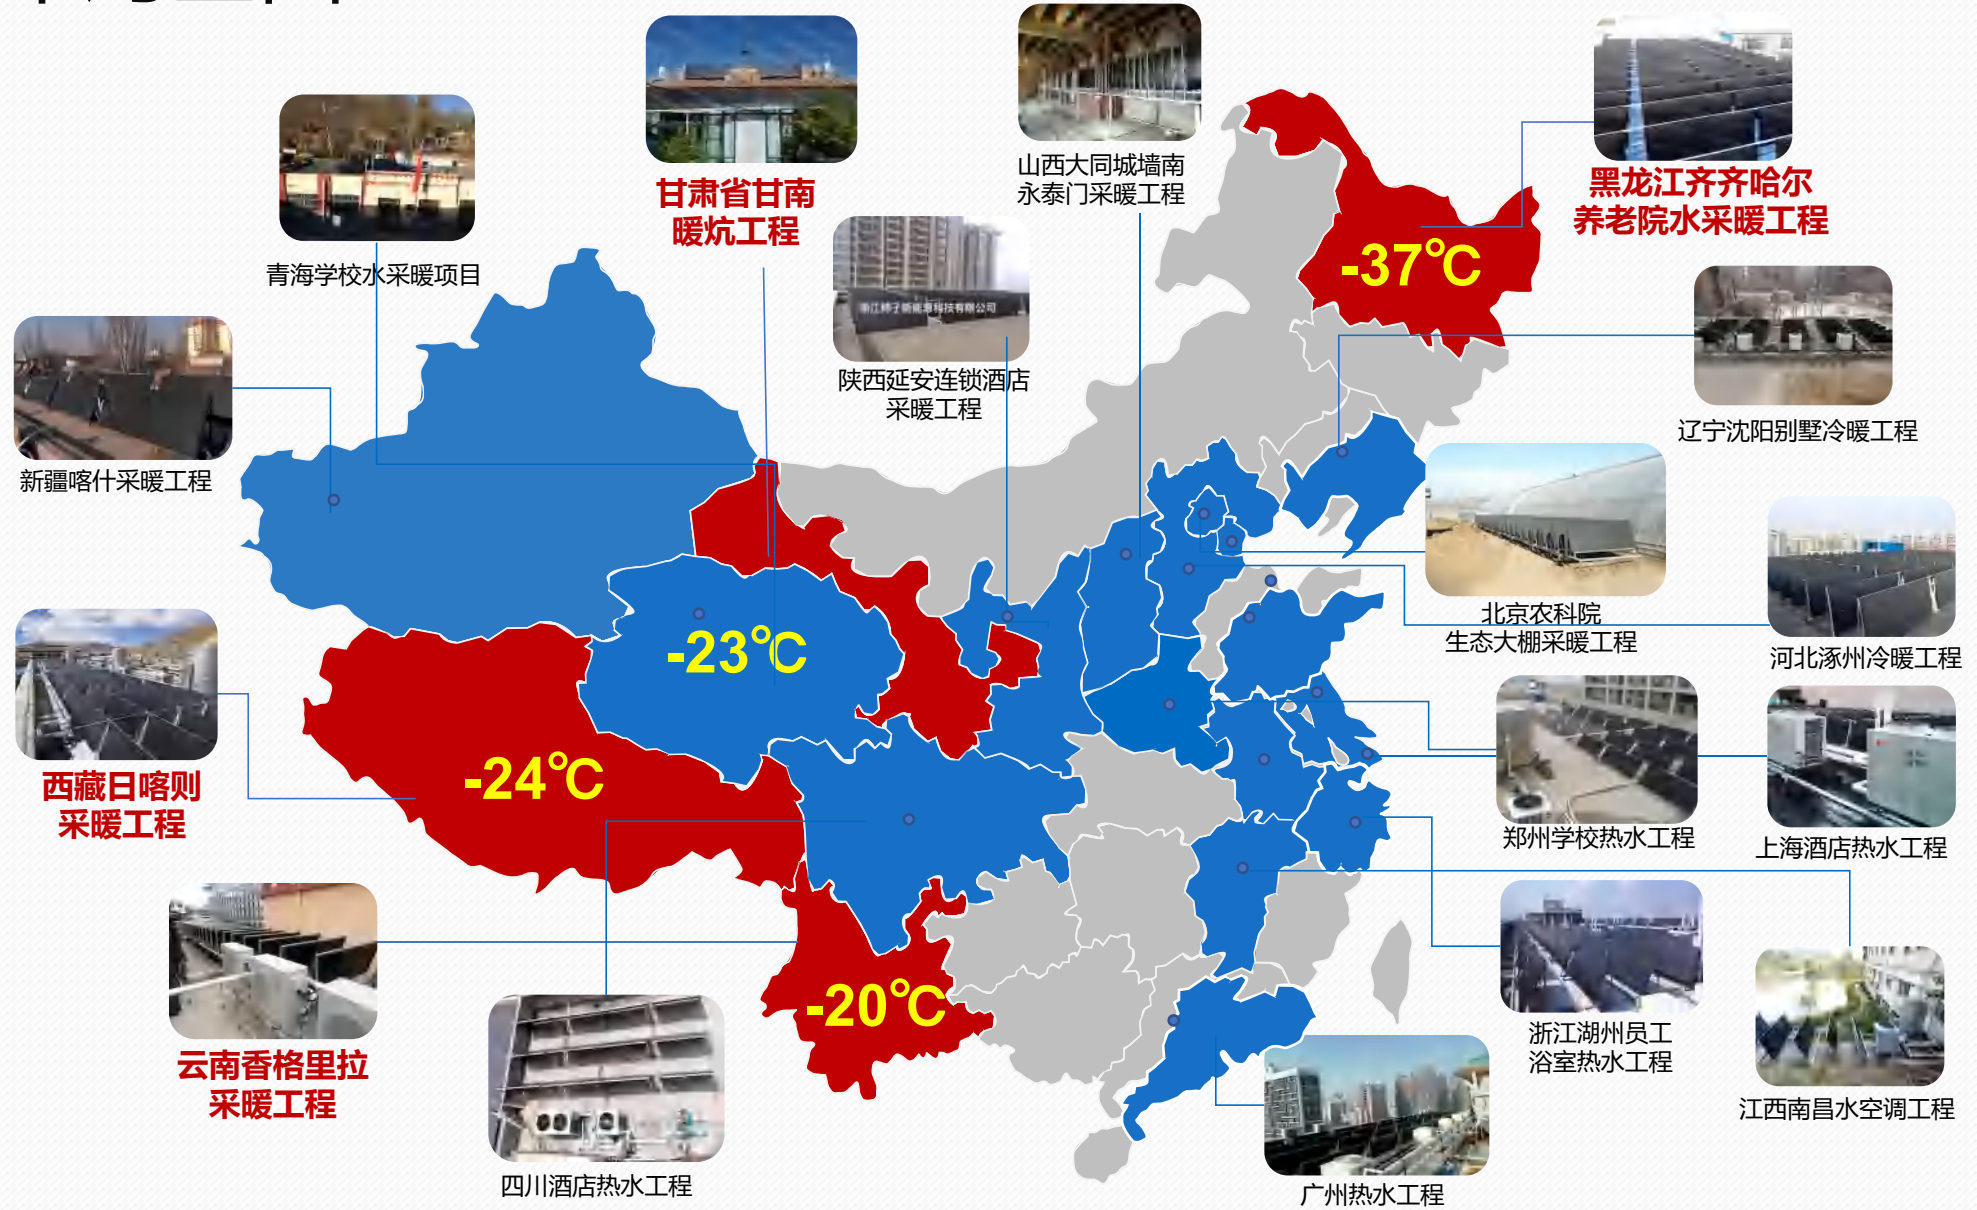 山西大同城墙南
永泰门采暖工程
甘肃省甘南
暖炕工程
黑龙江齐齐哈尔
养老院水采暖工程
青海学校水采暖项目
-37℃
陕西延安连锁酒店
采暖工程
辽宁沈阳别墅冷暖工程
新疆喀什采暖工程
北京农科院
生态大棚采暖工程
-23℃
河北涿州冷暖工程
西藏日喀则
采暖工程
-24℃
郑州学校热水工程
上海酒店热水工程
-20℃
云南香格里拉
采暖工程
浙江湖州员工
浴室热水工程
江西南昌水空调工程
四川酒店热水工程
广州热水工程